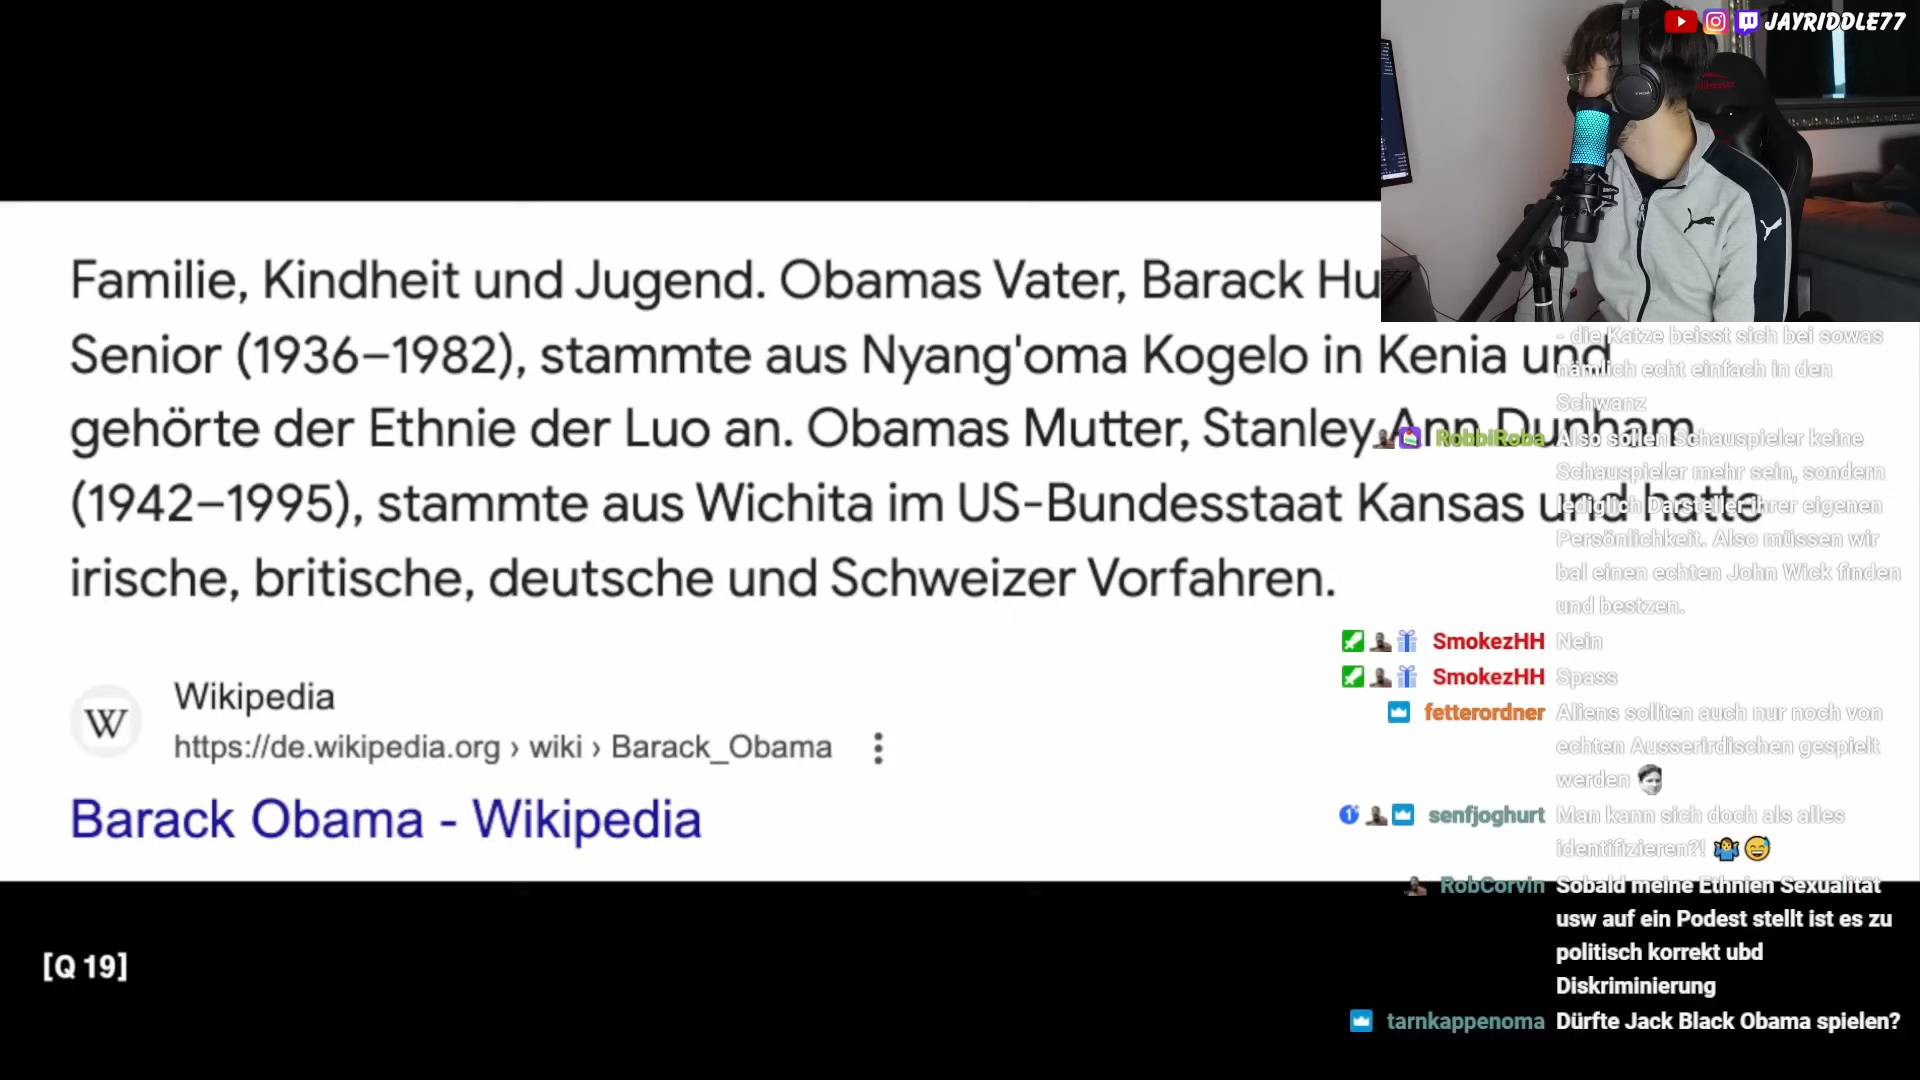 JAYRIDDLE77
Familie, Kindheit und Jugend. Obamas Vater, Barack Hu
Senior (1936–1982), stammte aus Nyang'oma Kogelo in Kenia und
gehörte der Ethnie der Luo an. Obamas Mutter, Stanley Ann Dunham
(1942–1995), stammte aus Wichita im US-Bundesstaat Kansas und hatte
irische, britische, deutsche und Schweizer Vorfahren.
W
Wikipedia
https://de.wikipedia.org › wiki › Barack_Obama
Barack Obama - Wikipedia
[Q 19]
- die Katze beisst sich bei sowas
nämlich echt einfach in den
Schwanz
RobbiRoba Also sollen Schauspieler keine
Schauspieler mehr sein, sondern
lediglich Darsteller ihrer eigenen
Persönlichkeit. Also müssen wir
bal einen echten John Wick finden
und bestzen.
SmokezHH Nein
SmokezHH Spass
fetterordner Aliens sollten auch nur noch von
echten Ausserirdischen gespielt
werden
senfjoghurt Man kann sich doch als alles
identifizieren?! 🤷😅
RobCorvin Sobald meine Ethnien Sexualität
usw auf ein Podest stellt ist es zu
politisch korrekt ubd
Diskriminierung
tarnkappenoma Dürfte Jack Black Obama spielen?